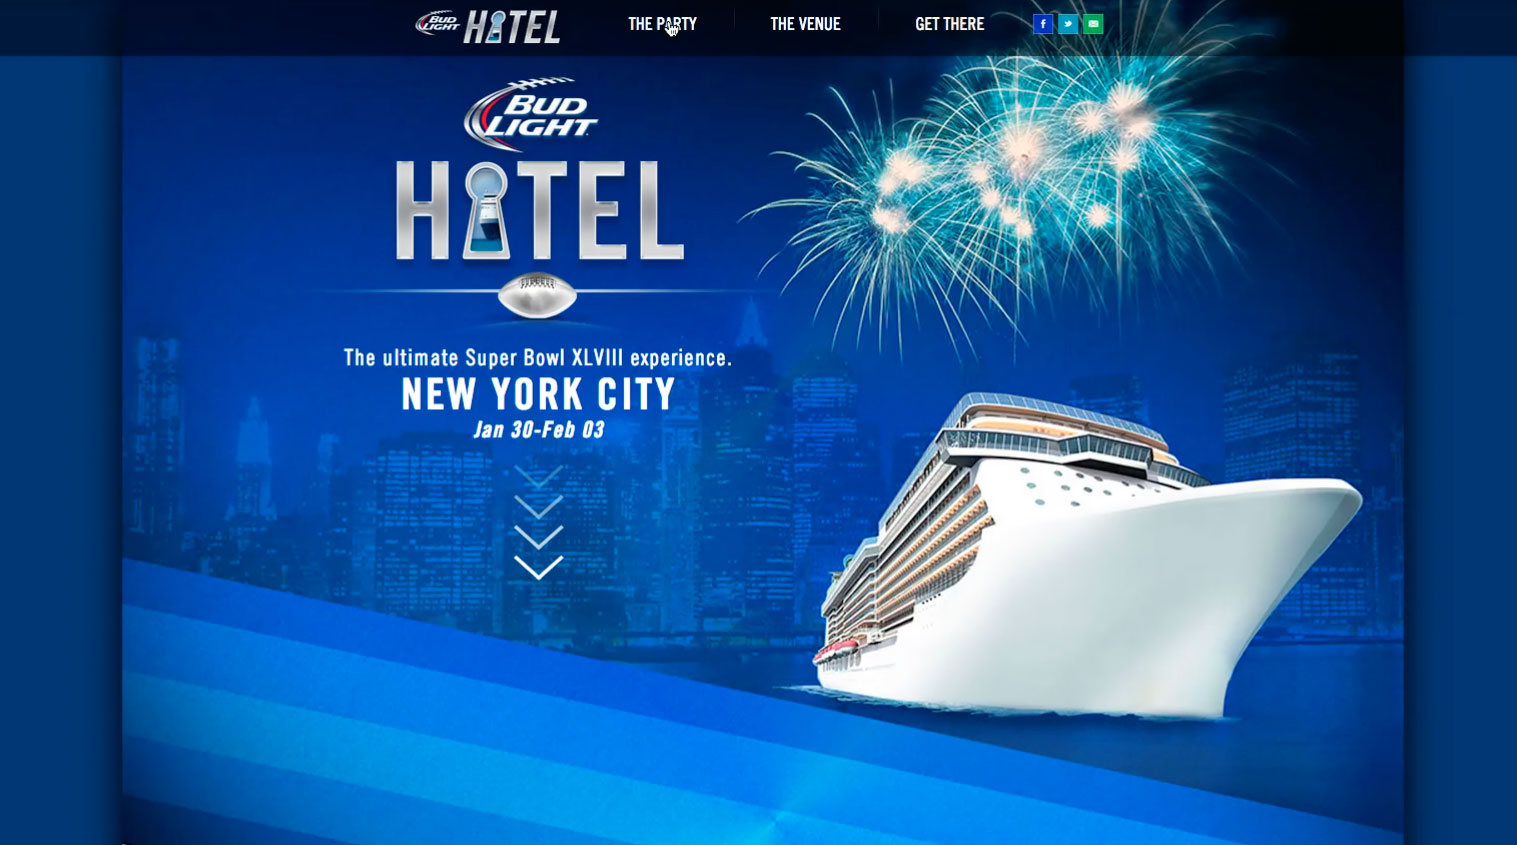 BUD LIGHT HOTEL
THE PARTY
THE VENUE
GET THERE
BUD
LIGHT
HOTEL
The ultimate Super Bowl XLVIII experience.
NEW YORK CITY
Jan 30-Feb 03